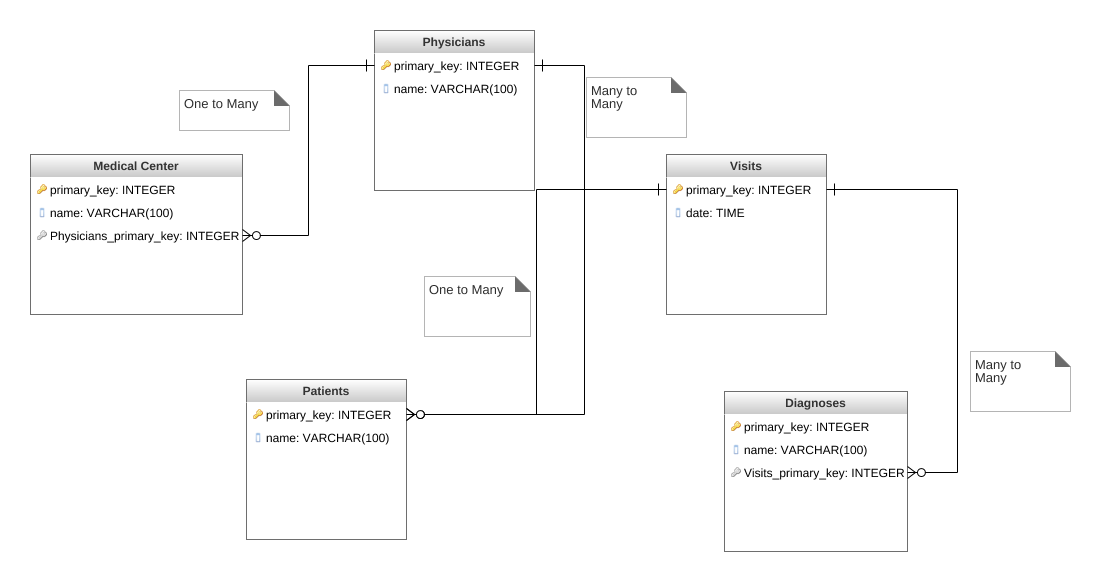 Physicians
primary_key: INTEGER
name: VARCHAR(100)
One to Many
Many to
Many
Medical Center
primary_key: INTEGER
name: VARCHAR(100)
Physicians_primary_key: INTEGER
Visits
primary_key: INTEGER
date: TIME
One to Many
Patients
primary_key: INTEGER
name: VARCHAR(100)
Many to
Many
Diagnoses
primary_key: INTEGER
name: VARCHAR(100)
Visits_primary_key: INTEGER